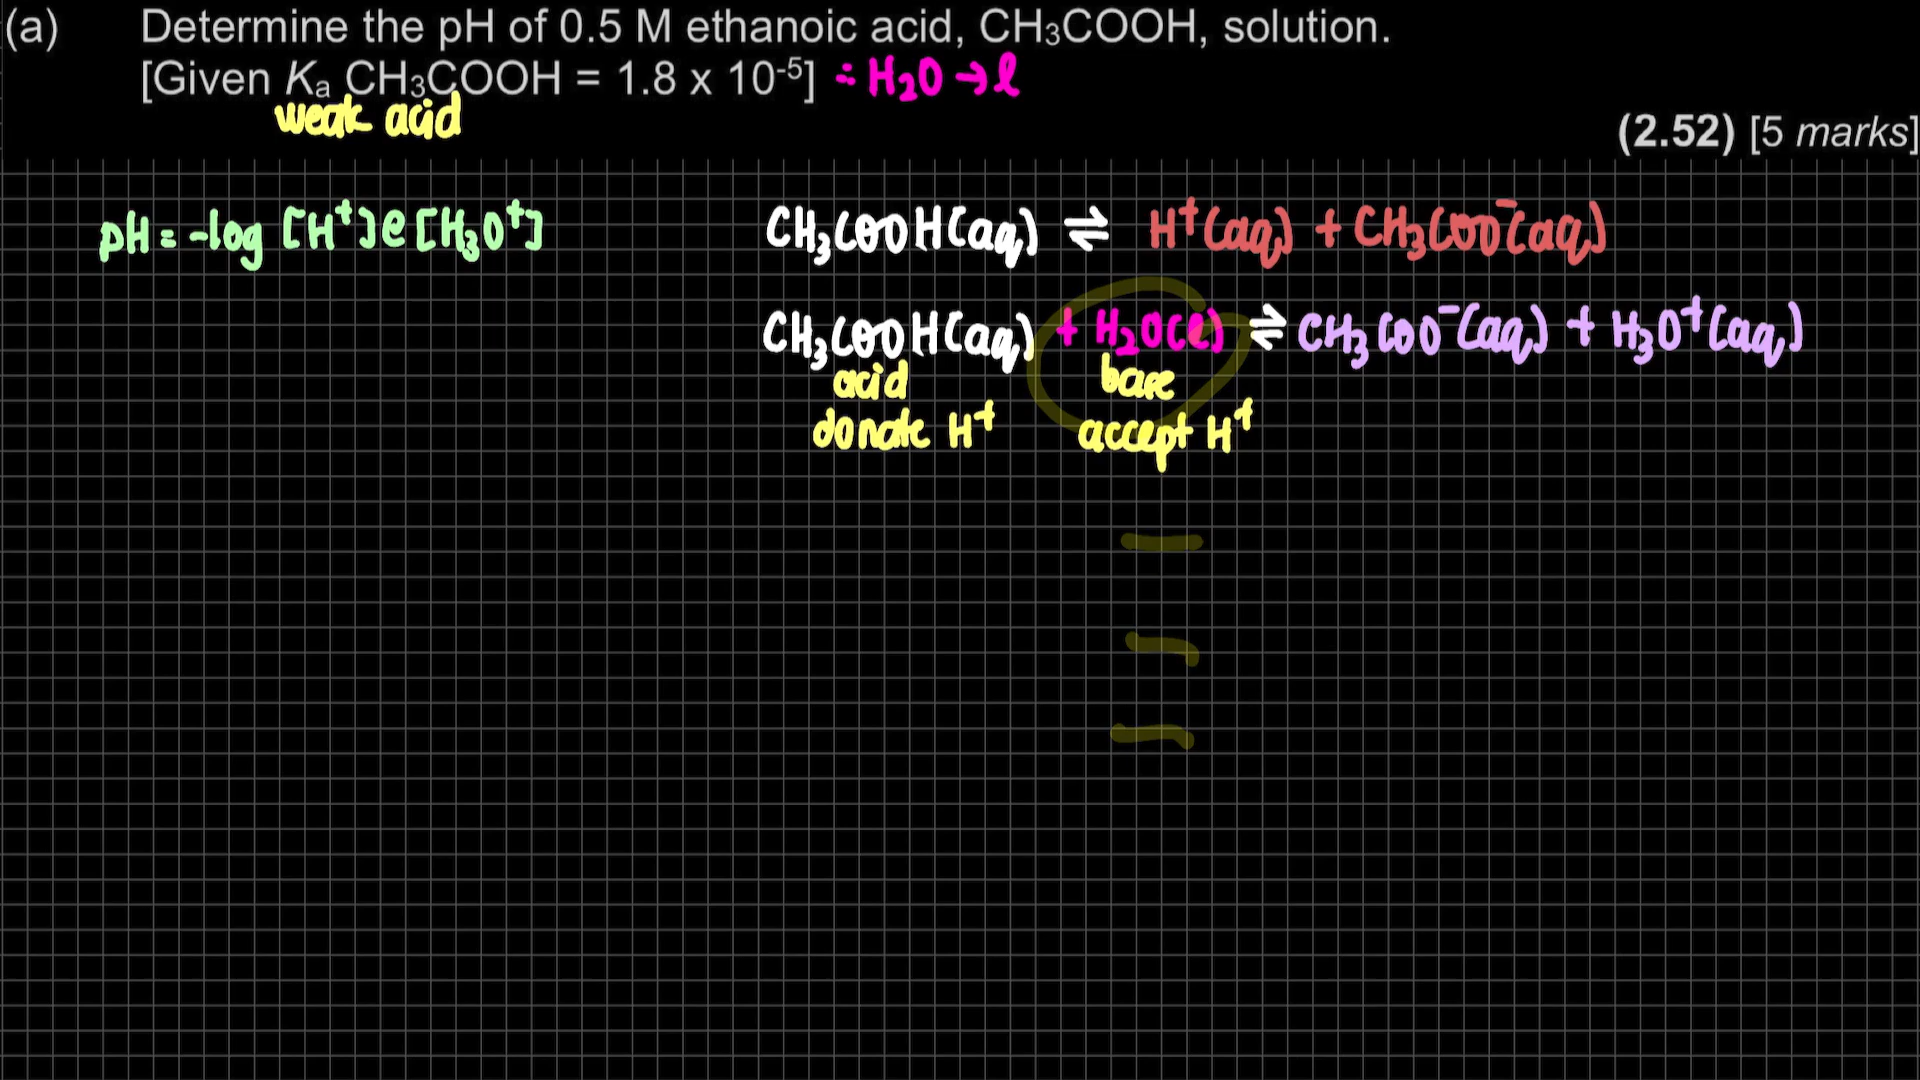 (a) Determine the pH of 0.5 M ethanoic acid, CH₃COOH, solution.
[Given Kₐ CH₃COOH = 1.8 x 10⁻⁵] ÷ H₂O → l
weak acid
(2.52) [5 marks]
pH = -log [H⁺] @ [H₃O⁺]
CH₃COOH(aq) ⇌ H⁺(aq) + CH₃COO⁻(aq)
CH₃COOH(aq) + H₂O(l) ⇌ CH₃COO⁻(aq) + H₃O⁺(aq)
acid base
donate H⁺ accept H⁺